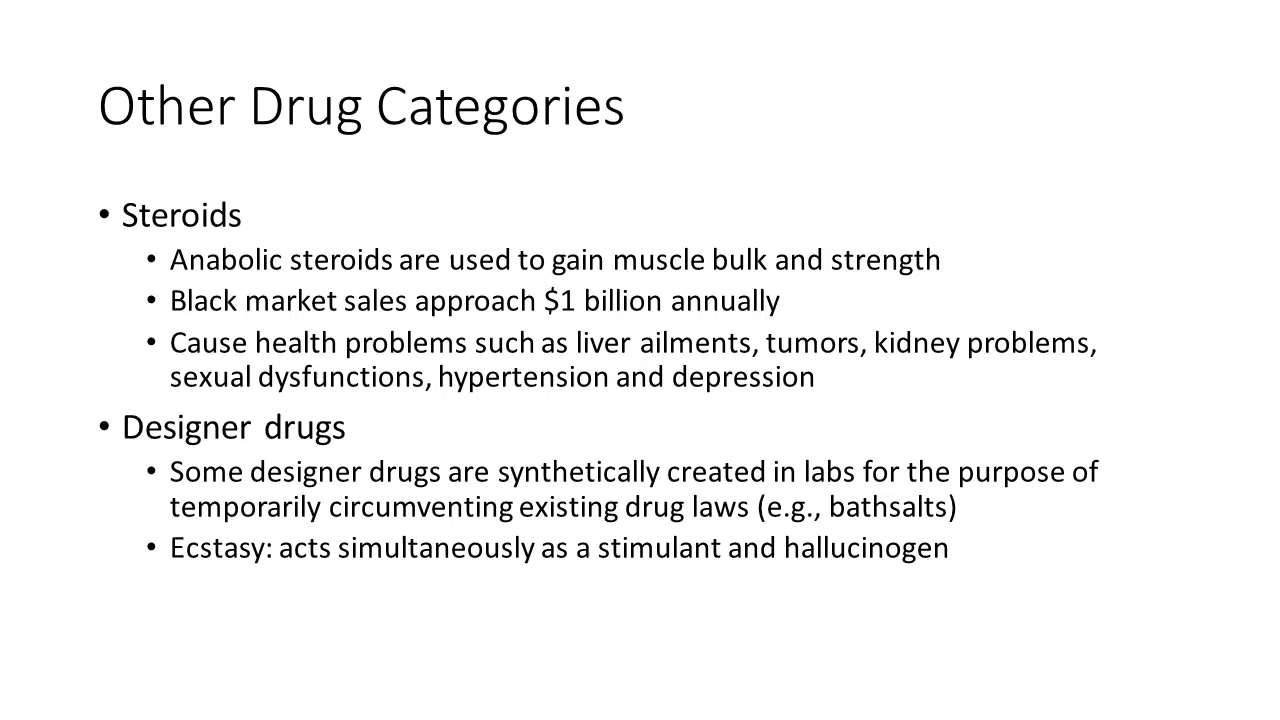 Other Drug Categories
• Steroids
• Anabolic steroids are used to gain muscle bulk and strength
• Black market sales approach $1 billion annually
• Cause health problems such as liver ailments, tumors, kidney problems,
sexual dysfunctions, hypertension and depression
• Designer drugs
• Some designer drugs are synthetically created in labs for the purpose of
temporarily circumventing existing drug laws (e.g., bathsalts)
• Ecstasy: acts simultaneously as a stimulant and hallucinogen